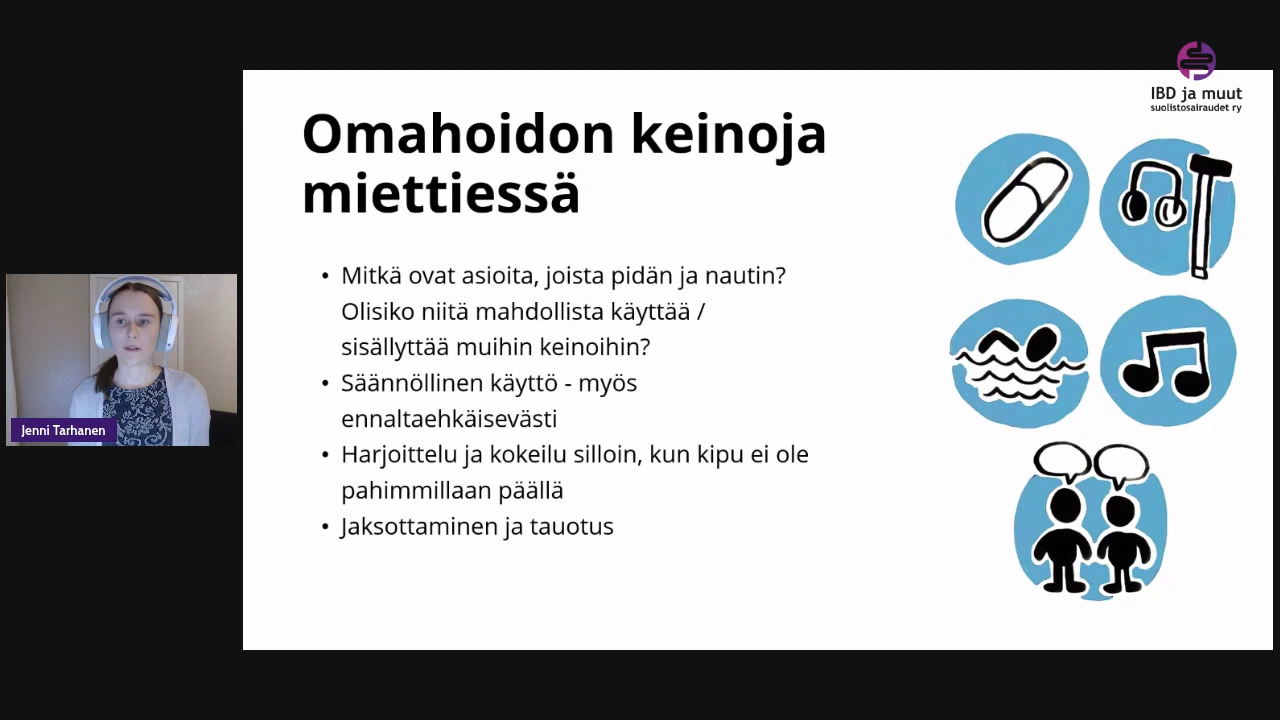 IBD ja muut
suolistosairaudet ry
Omahoidon keinoja
miettiessä
• Mitkä ovat asioita, joista pidän ja nautin?
Olisiko niitä mahdollista käyttää /
sisällyttää muihin keinoihin?
• Säännöllinen käyttö - myös
ennaltaehkäisevästi
• Harjoittelu ja kokeilu silloin, kun kipu ei ole
pahimmillaan päällä
• Jaksottaminen ja tauotus
Jenni Tarhanen